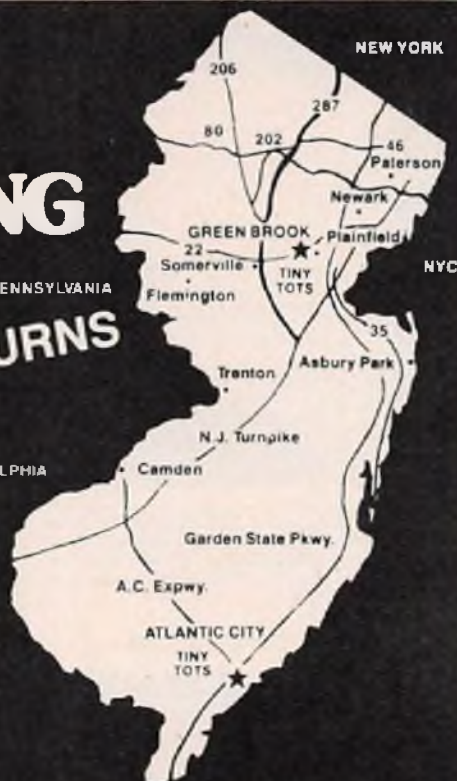 NEW YORK
206
287
80
202
46
Paterson
NG
Newark
GREEN BROOK
Plainfield
22
Somerville
TINY
TOTS
NYC
ENNSYLVANIA
Flemington
URNS
35
Asbury Park
Trenton
N.J. Turnpike
LPHIA
Camden
Garden State Pkwy.
A.C. Expwy.
ATLANTIC CITY
TINY
TOTS